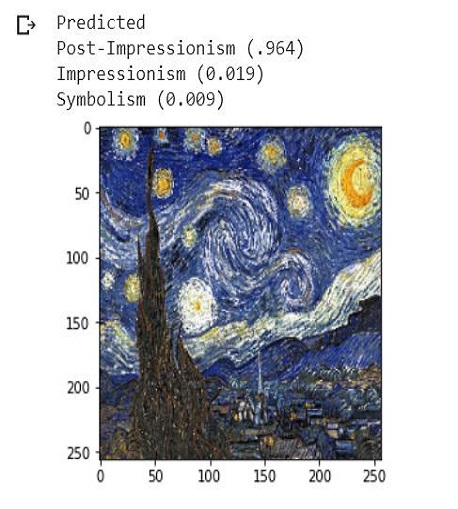 Predicted
Post-Impressionism (.964)
Impressionism (0.019)
Symbolism (0.009)
0
50
100
150
200
250
0 50 100 150 200 250